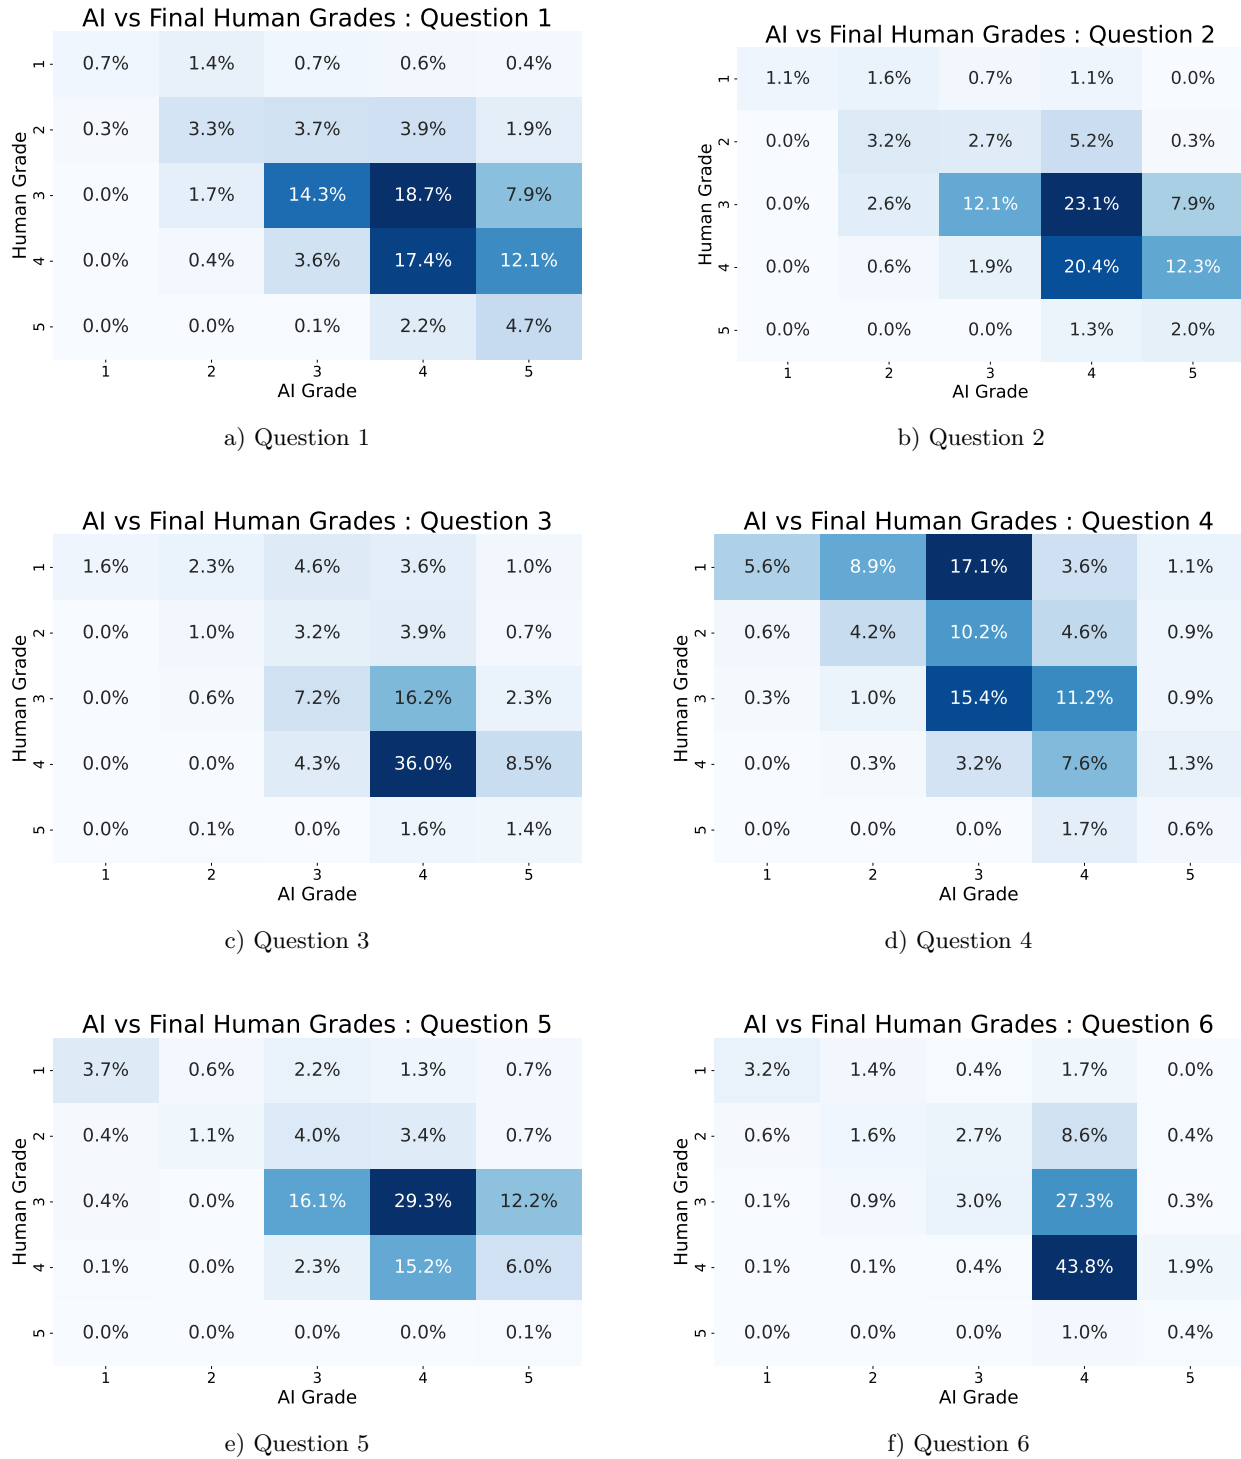 AI vs Final Human Grades : Question 1
Human Grade
1 0.7% 1.4% 0.7% 0.6% 0.4%
2 0.3% 3.3% 3.7% 3.9% 1.9%
3 0.0% 1.7% 14.3% 18.7% 7.9%
4 0.0% 0.4% 3.6% 17.4% 12.1%
5 0.0% 0.0% 0.1% 2.2% 4.7%
1 2 3 4 5
AI Grade
a) Question 1
AI vs Final Human Grades : Question 2
Human Grade
1 1.1% 1.6% 0.7% 1.1% 0.0%
2 0.0% 3.2% 2.7% 5.2% 0.3%
3 0.0% 2.6% 12.1% 23.1% 7.9%
4 0.0% 0.6% 1.9% 20.4% 12.3%
5 0.0% 0.0% 0.0% 1.3% 2.0%
1 2 3 4 5
AI Grade
b) Question 2
AI vs Final Human Grades : Question 3
Human Grade
1 1.6% 2.3% 4.6% 3.6% 1.0%
2 0.0% 1.0% 3.2% 3.9% 0.7%
3 0.0% 0.6% 7.2% 16.2% 2.3%
4 0.0% 0.0% 4.3% 36.0% 8.5%
5 0.0% 0.1% 0.0% 1.6% 1.4%
1 2 3 4 5
AI Grade
c) Question 3
AI vs Final Human Grades : Question 4
Human Grade
1 5.6% 8.9% 17.1% 3.6% 1.1%
2 0.6% 4.2% 10.2% 4.6% 0.9%
3 0.3% 1.0% 15.4% 11.2% 0.9%
4 0.0% 0.3% 3.2% 7.6% 1.3%
5 0.0% 0.0% 0.0% 1.7% 0.6%
1 2 3 4 5
AI Grade
d) Question 4
AI vs Final Human Grades : Question 5
Human Grade
1 3.7% 0.6% 2.2% 1.3% 0.7%
2 0.4% 1.1% 4.0% 3.4% 0.7%
3 0.4% 0.0% 16.1% 29.3% 12.2%
4 0.1% 0.0% 2.3% 15.2% 6.0%
5 0.0% 0.0% 0.0% 0.0% 0.1%
1 2 3 4 5
AI Grade
e) Question 5
AI vs Final Human Grades : Question 6
Human Grade
1 3.2% 1.4% 0.4% 1.7% 0.0%
2 0.6% 1.6% 2.7% 8.6% 0.4%
3 0.1% 0.9% 3.0% 27.3% 0.3%
4 0.1% 0.1% 0.4% 43.8% 1.9%
5 0.0% 0.0% 0.0% 1.0% 0.4%
1 2 3 4 5
AI Grade
f) Question 6